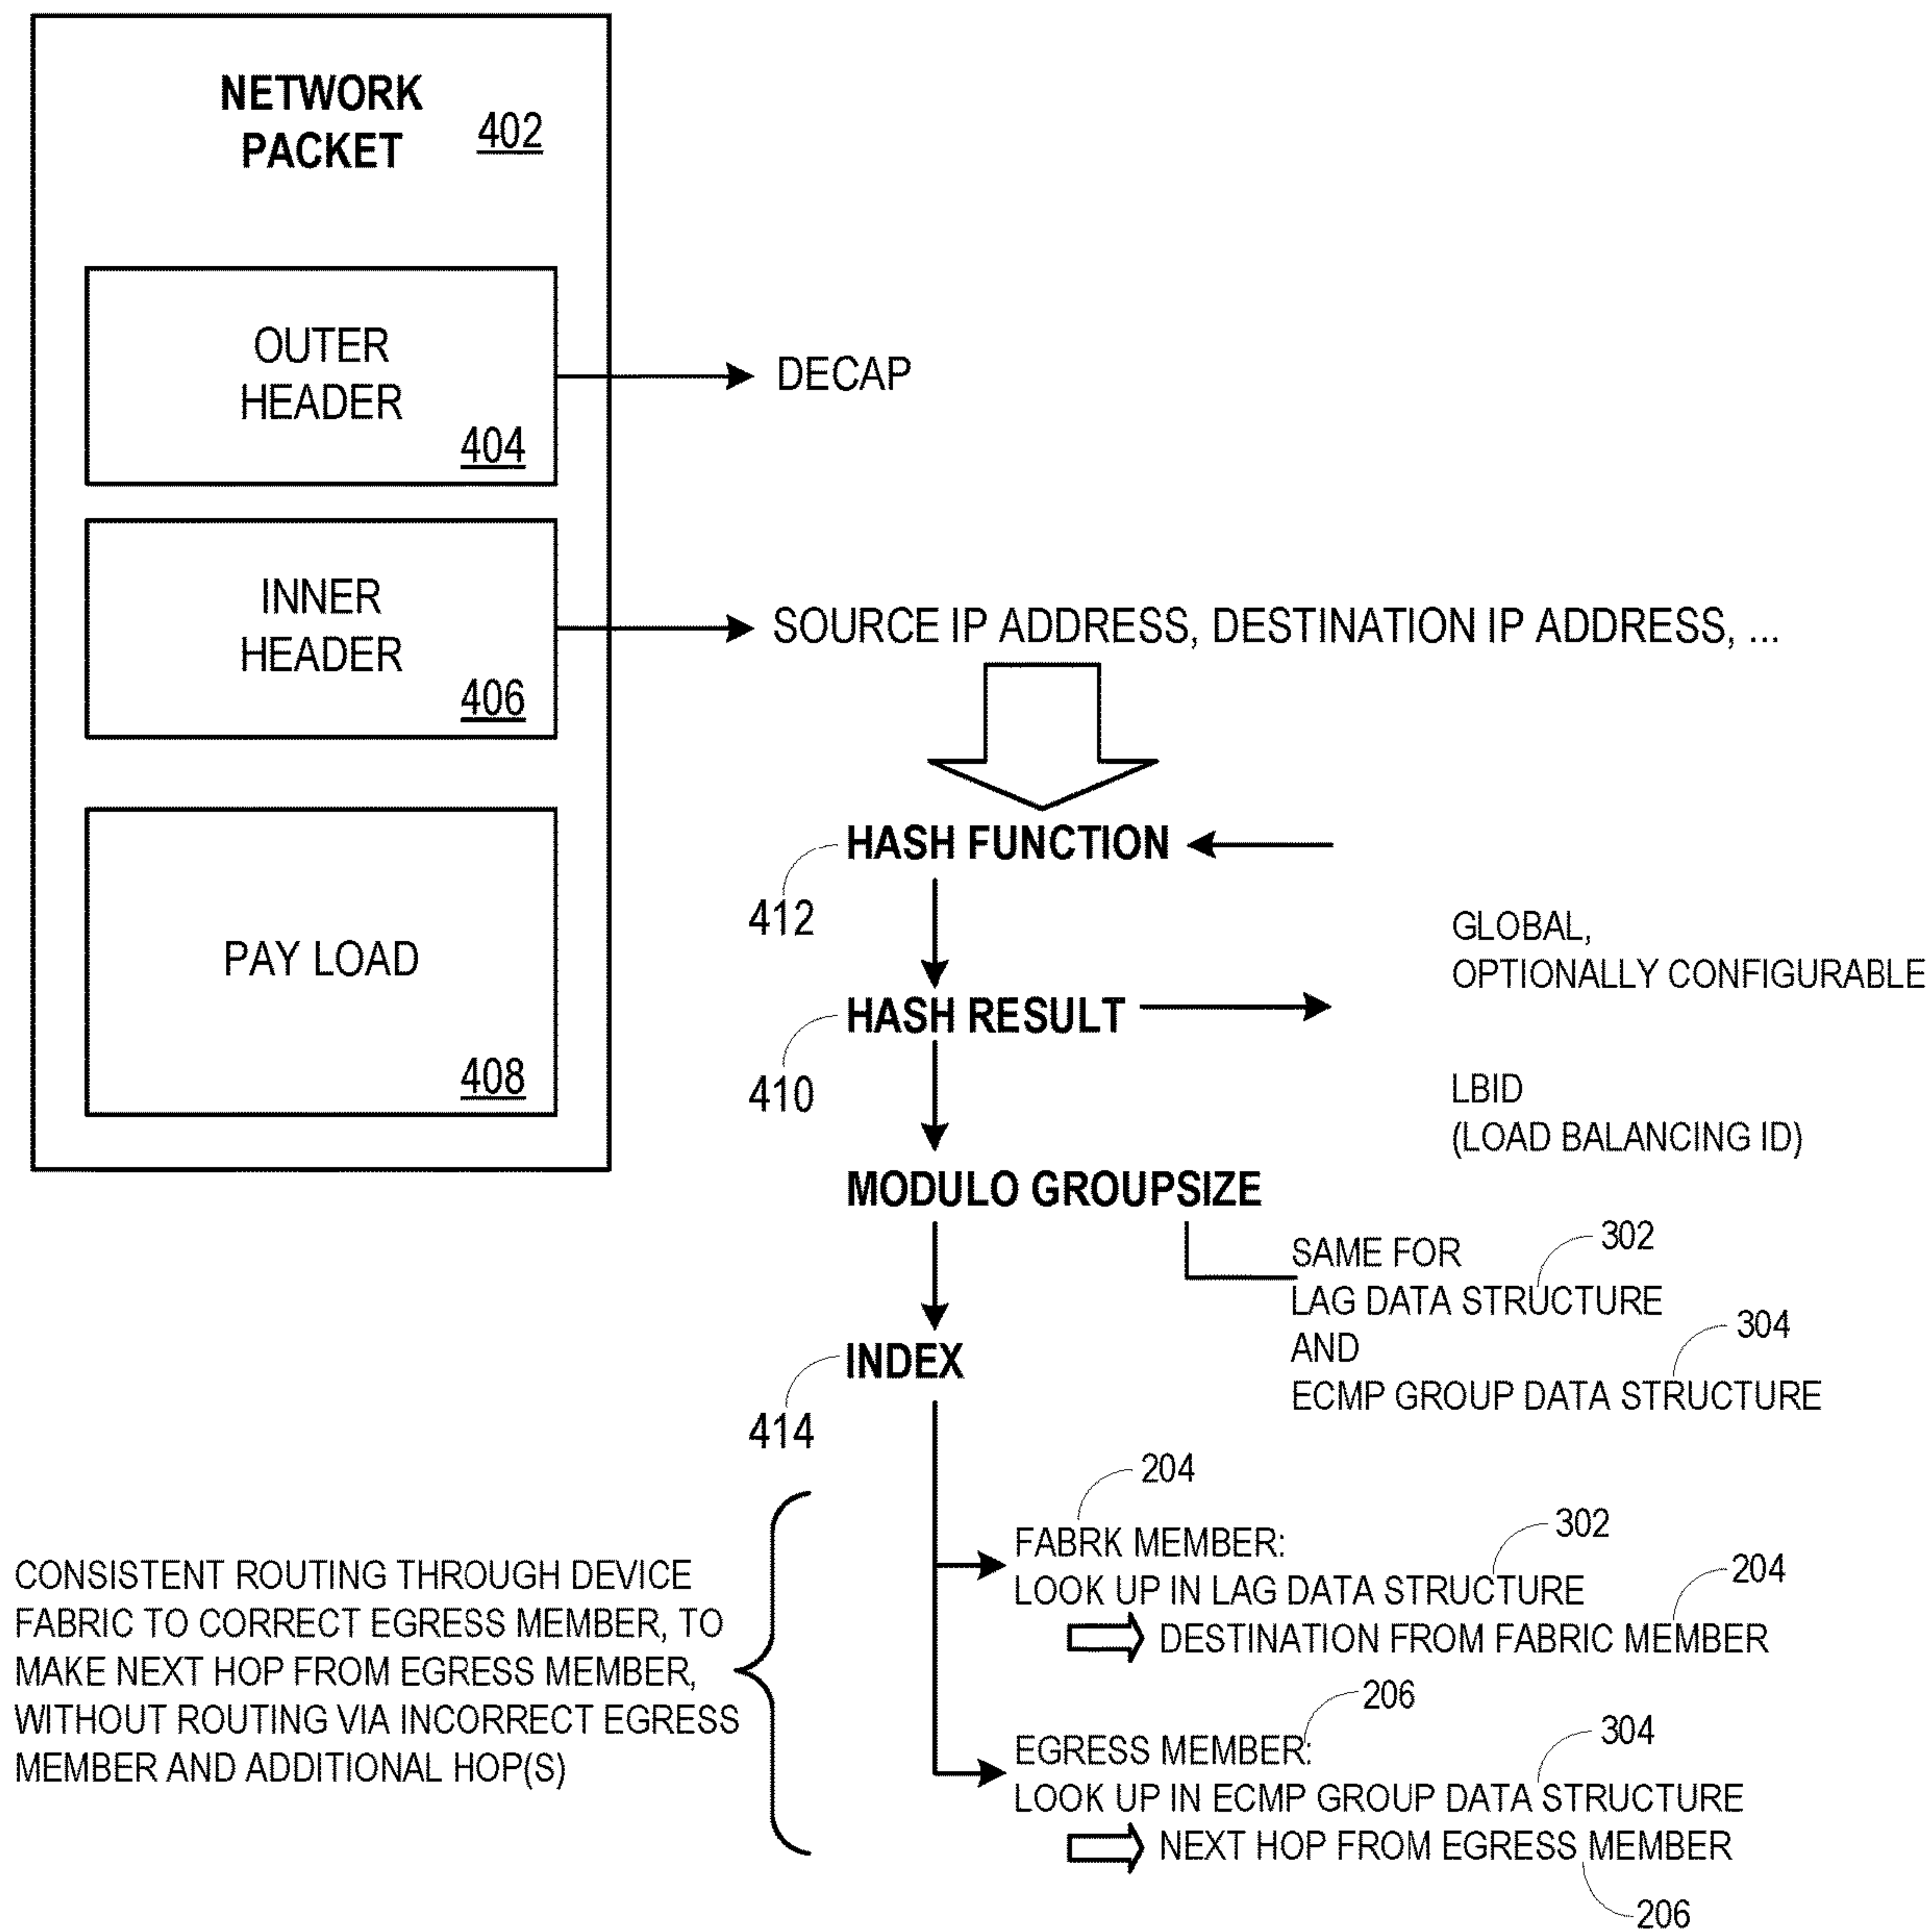 NETWORK
PACKET
402
OUTER
HEADER
404
DECAP
INNER
HEADER
406
SOURCE IP ADDRESS, DESTINATION IP ADDRESS, ...
PAY LOAD
408
HASH FUNCTION
412
GLOBAL,
OPTIONALLY CONFIGURABLE
HASH RESULT
410
LBID
(LOAD BALANCING ID)
MODULO GROUPSIZE
SAME FOR
302
LAG DATA STRUCTURE
AND
304
ECMP GROUP DATA STRUCTURE
INDEX
414
204
FABRK MEMBER:
302
LOOK UP IN LAG DATA STRUCTURE
204
DESTINATION FROM FABRIC MEMBER
206
EGRESS MEMBER:
304
LOOK UP IN ECMP GROUP DATA STRUCTURE
NEXT HOP FROM EGRESS MEMBER
206
CONSISTENT ROUTING THROUGH DEVICE
FABRIC TO CORRECT EGRESS MEMBER, TO
MAKE NEXT HOP FROM EGRESS MEMBER,
WITHOUT ROUTING VIA INCORRECT EGRESS
MEMBER AND ADDITIONAL HOP(S)